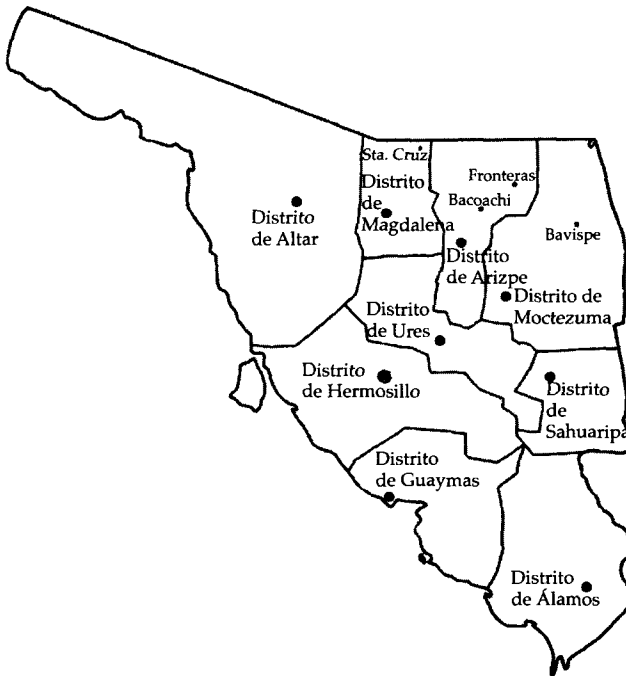 Sta. Cruz
Distrito
de
Magdalena
Fronteras
Bacoachi
Bavispe
Distrito
de Altar
Distrito
de Arizpe
Distrito de
Moctezuma
Distrito
de Ures
Distrito
de Hermosillo
Distrito
de
Sahuaripa
Distrito
de Guaymas
Distrito
de Álamos